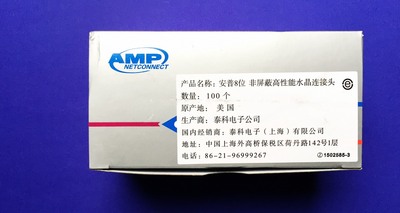 AMP
NETCONNECT
产品名称: 安普8位 非屏蔽高性能水晶连接头
数量: 100 个
原产地: 美 国
生产商: 泰科电子公司
国内经销商: 泰科电子 (上海) 有限公司
地址: 中国上海外高桥保税区荷丹路142号1层
电话: 86-21-96999267
1502585-3